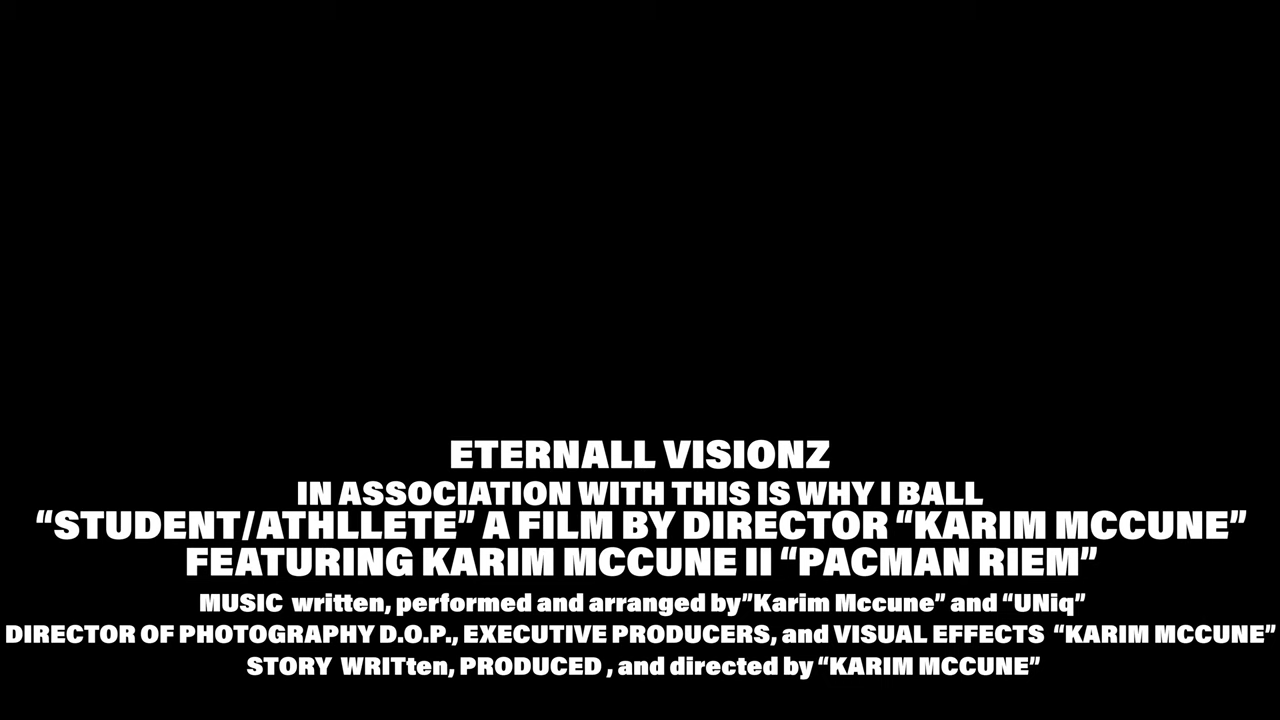 ETERNALL VISIONZ
IN ASSOCIATION WITH THIS IS WHY I BALL
“STUDENT/ATHLLETE” A FILM BY DIRECTOR “KARIM MCCUNE”
FEATURING KARIM MCCUNE II “PACMAN RIEM”
MUSIC written, performed and arranged by”Karim Mccune” and “UNiq”
DIRECTOR OF PHOTOGRAPHY D.O.P., EXECUTIVE PRODUCERS, and VISUAL EFFECTS “KARIM MCCUNE”
STORY WRITten, PRODUCED , and directed by “KARIM MCCUNE”